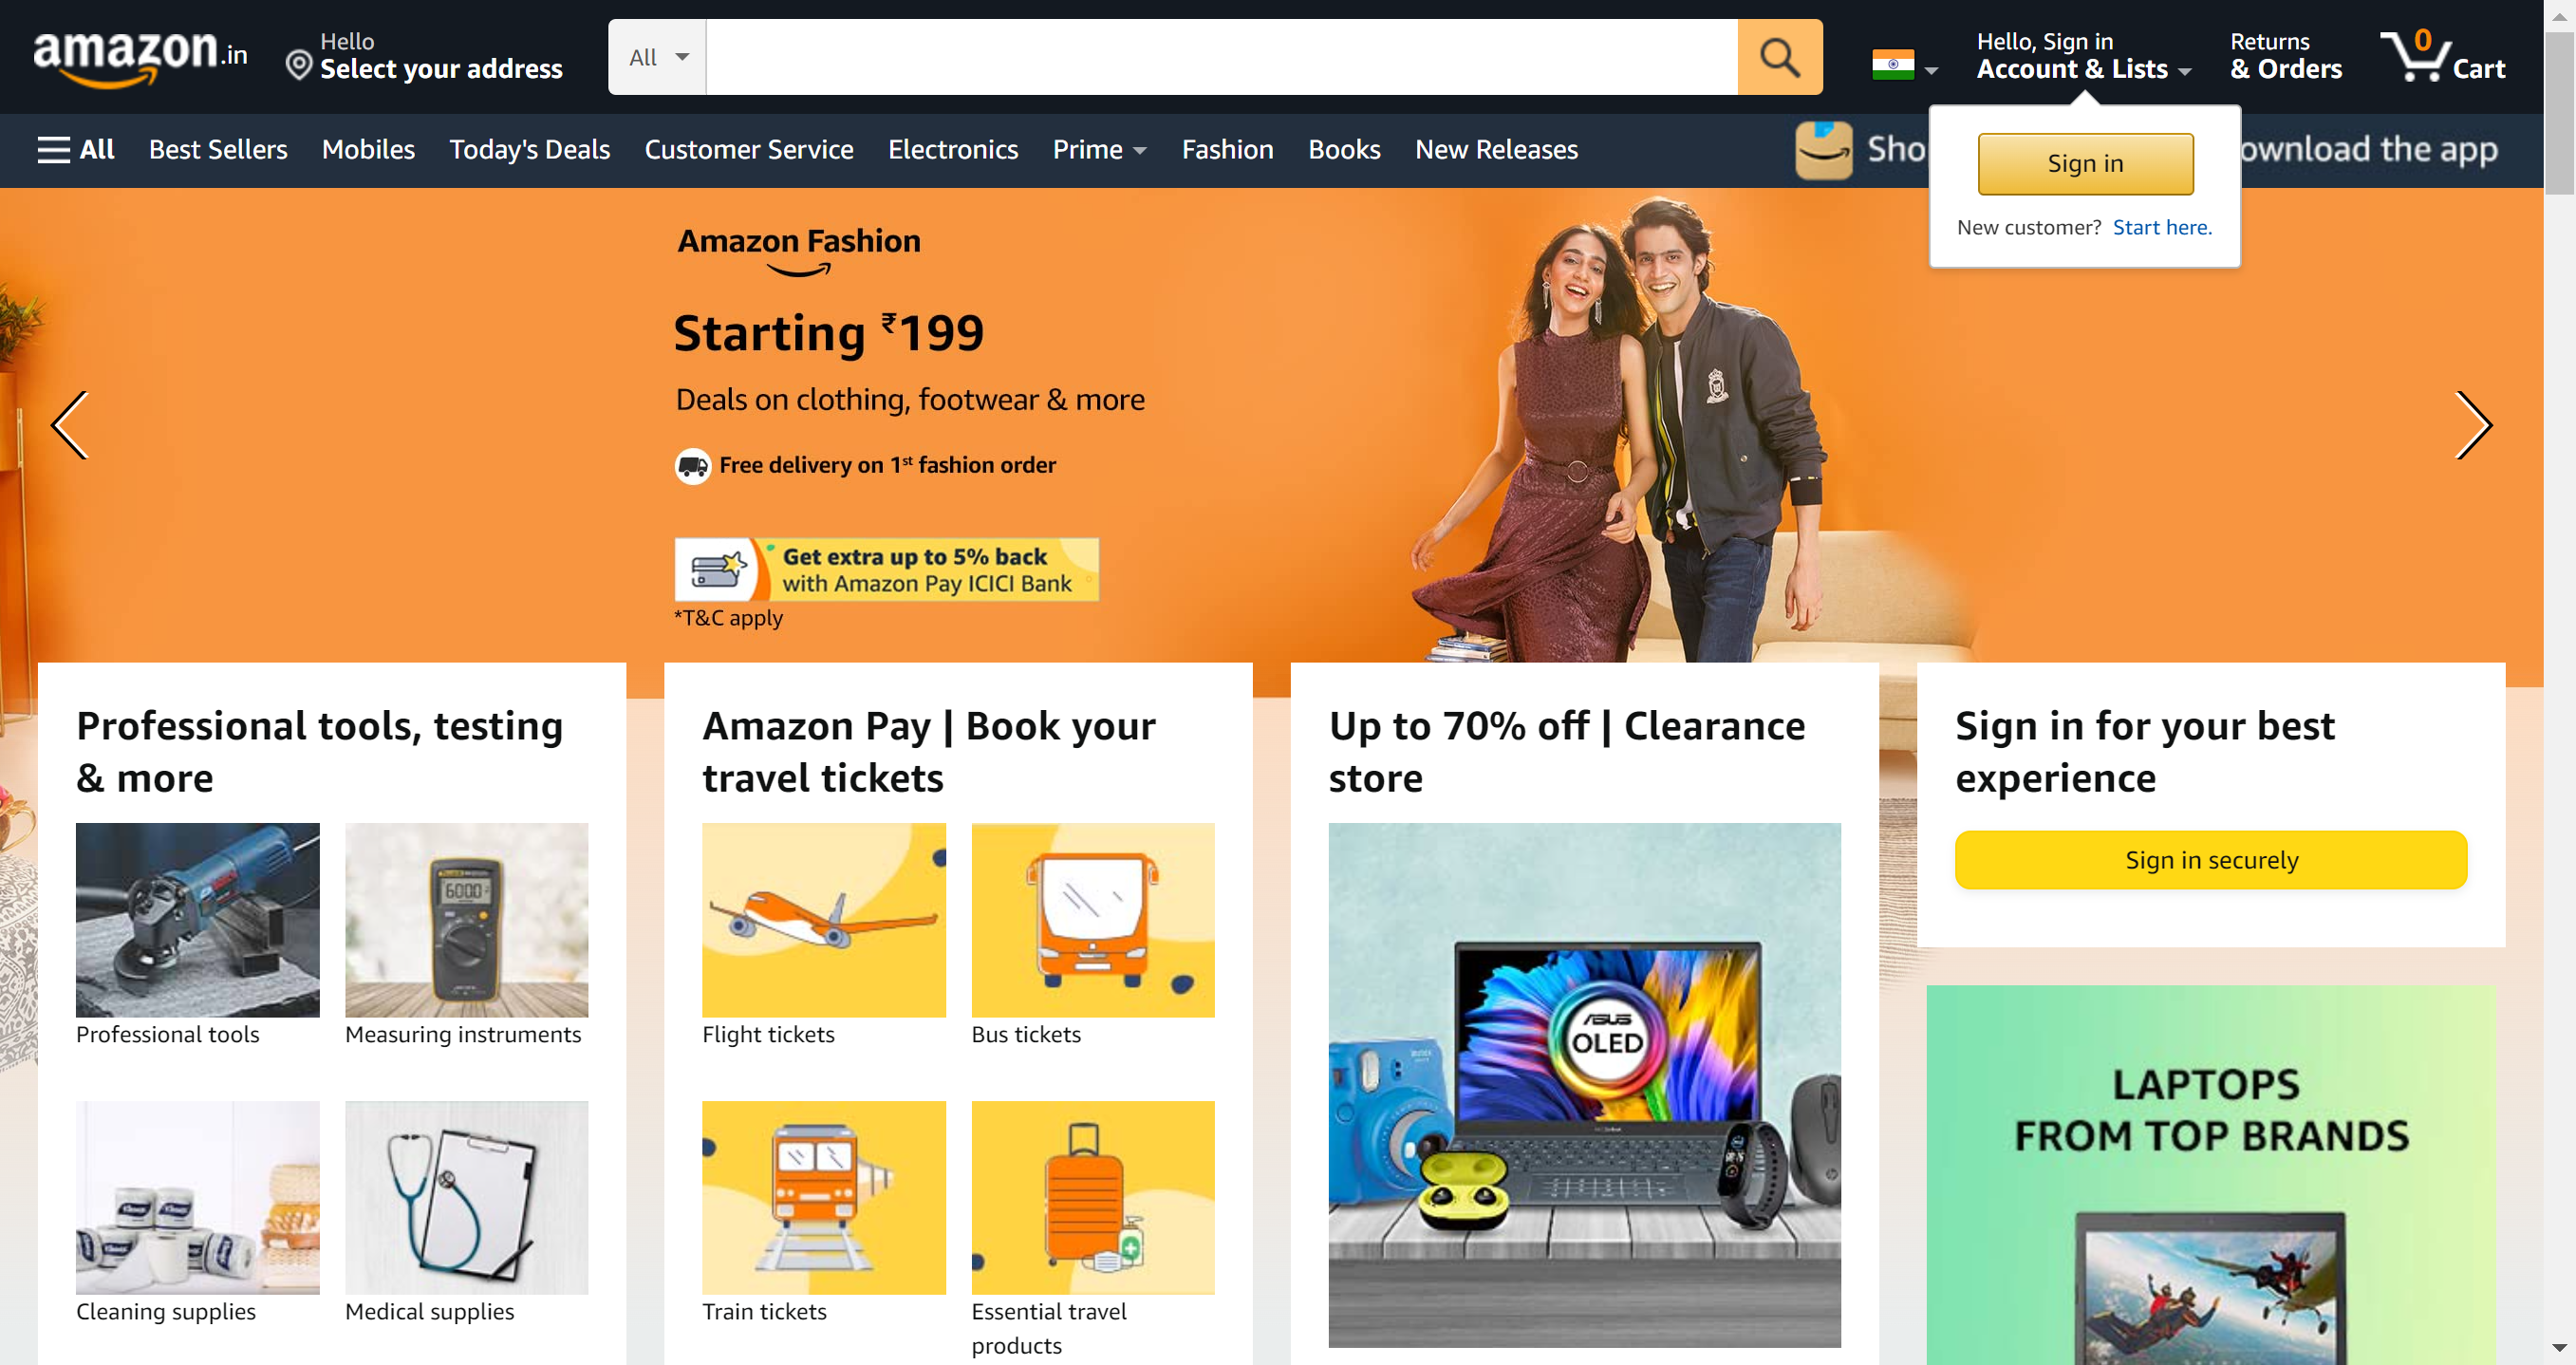 amazon.in
Hello
Select your address
All
Hello, Sign in
Account & Lists
Returns
& Orders
0
Cart
All
Best Sellers
Mobiles
Today's Deals
Customer Service
Electronics
Prime
Fashion
Books
New Releases
Sho
ownload the app
Sign in
New customer? Start here.
Amazon Fashion
Starting ₹199
Deals on clothing, footwear & more
Free delivery on 1st fashion order
Get extra up to 5% back
with Amazon Pay ICICI Bank
*T&C apply
Professional tools, testing
& more
6000
Professional tools
Measuring instruments
Cleaning supplies
Medical supplies
Amazon Pay | Book your
travel tickets
Flight tickets
Bus tickets
Train tickets
Essential travel
products
Up to 70% off | Clearance
store
ASUS
OLED
Sign in for your best
experience
Sign in securely
LAPTOPS
FROM TOP BRANDS